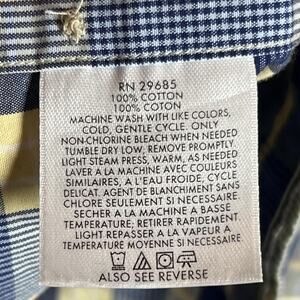 RN 29685
100% COTTON
100% COTON
MACHINE WASH WITH LIKE COLORS,
COLD, GENTLE CYCLE. ONLY
NON-CHLORINE BLEACH WHEN NEEDED
TUMBLE DRY LOW, REMOVE PROMPTLY.
LIGHT STEAM PRESS, WARM, AS NEEDED
LAVER A LA MACHINE AVEC COULEURS
SIMILAIRES, A L'EAU FROIDE, CYCLE
DELICAT. AGENT DE BLANCHIMENT SANS
CHLORE SEULEMENT SI NECESSAIRE
SECHER A LA MACHINE A BASSE
TEMPERATURE; RETIRER RAPIDEMENT.
LIGHT REPASSER A LA VAPEUR A
TEMPERATURE MOYENNE SI NECESSAIRE
ALSO SEE REVERSE